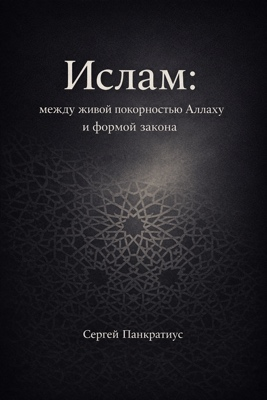 Ислам:
между живой покорностью Аллаху
и формой закона
Сергей Панкратиус